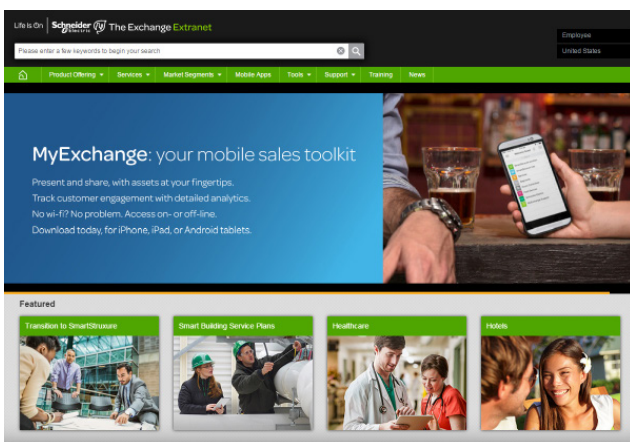 Life Is On Schneider Electric The Exchange Extranet
Employee
Please enter a few keywords to begin your search
United States
Product Offering Services Market Segments Mobile Apps Tools Support Training News
MyExchange: your mobile sales toolkit
Present and share, with assets at your fingertips.
Track customer engagement with detailed analytics.
No wi-fi? No problem. Access on- or off-line.
Download today, for iPhone, iPad, or Android tablets.
Featured
Transition to SmartStruxure
Smart Building Service Plans
Healthcare
Hotels